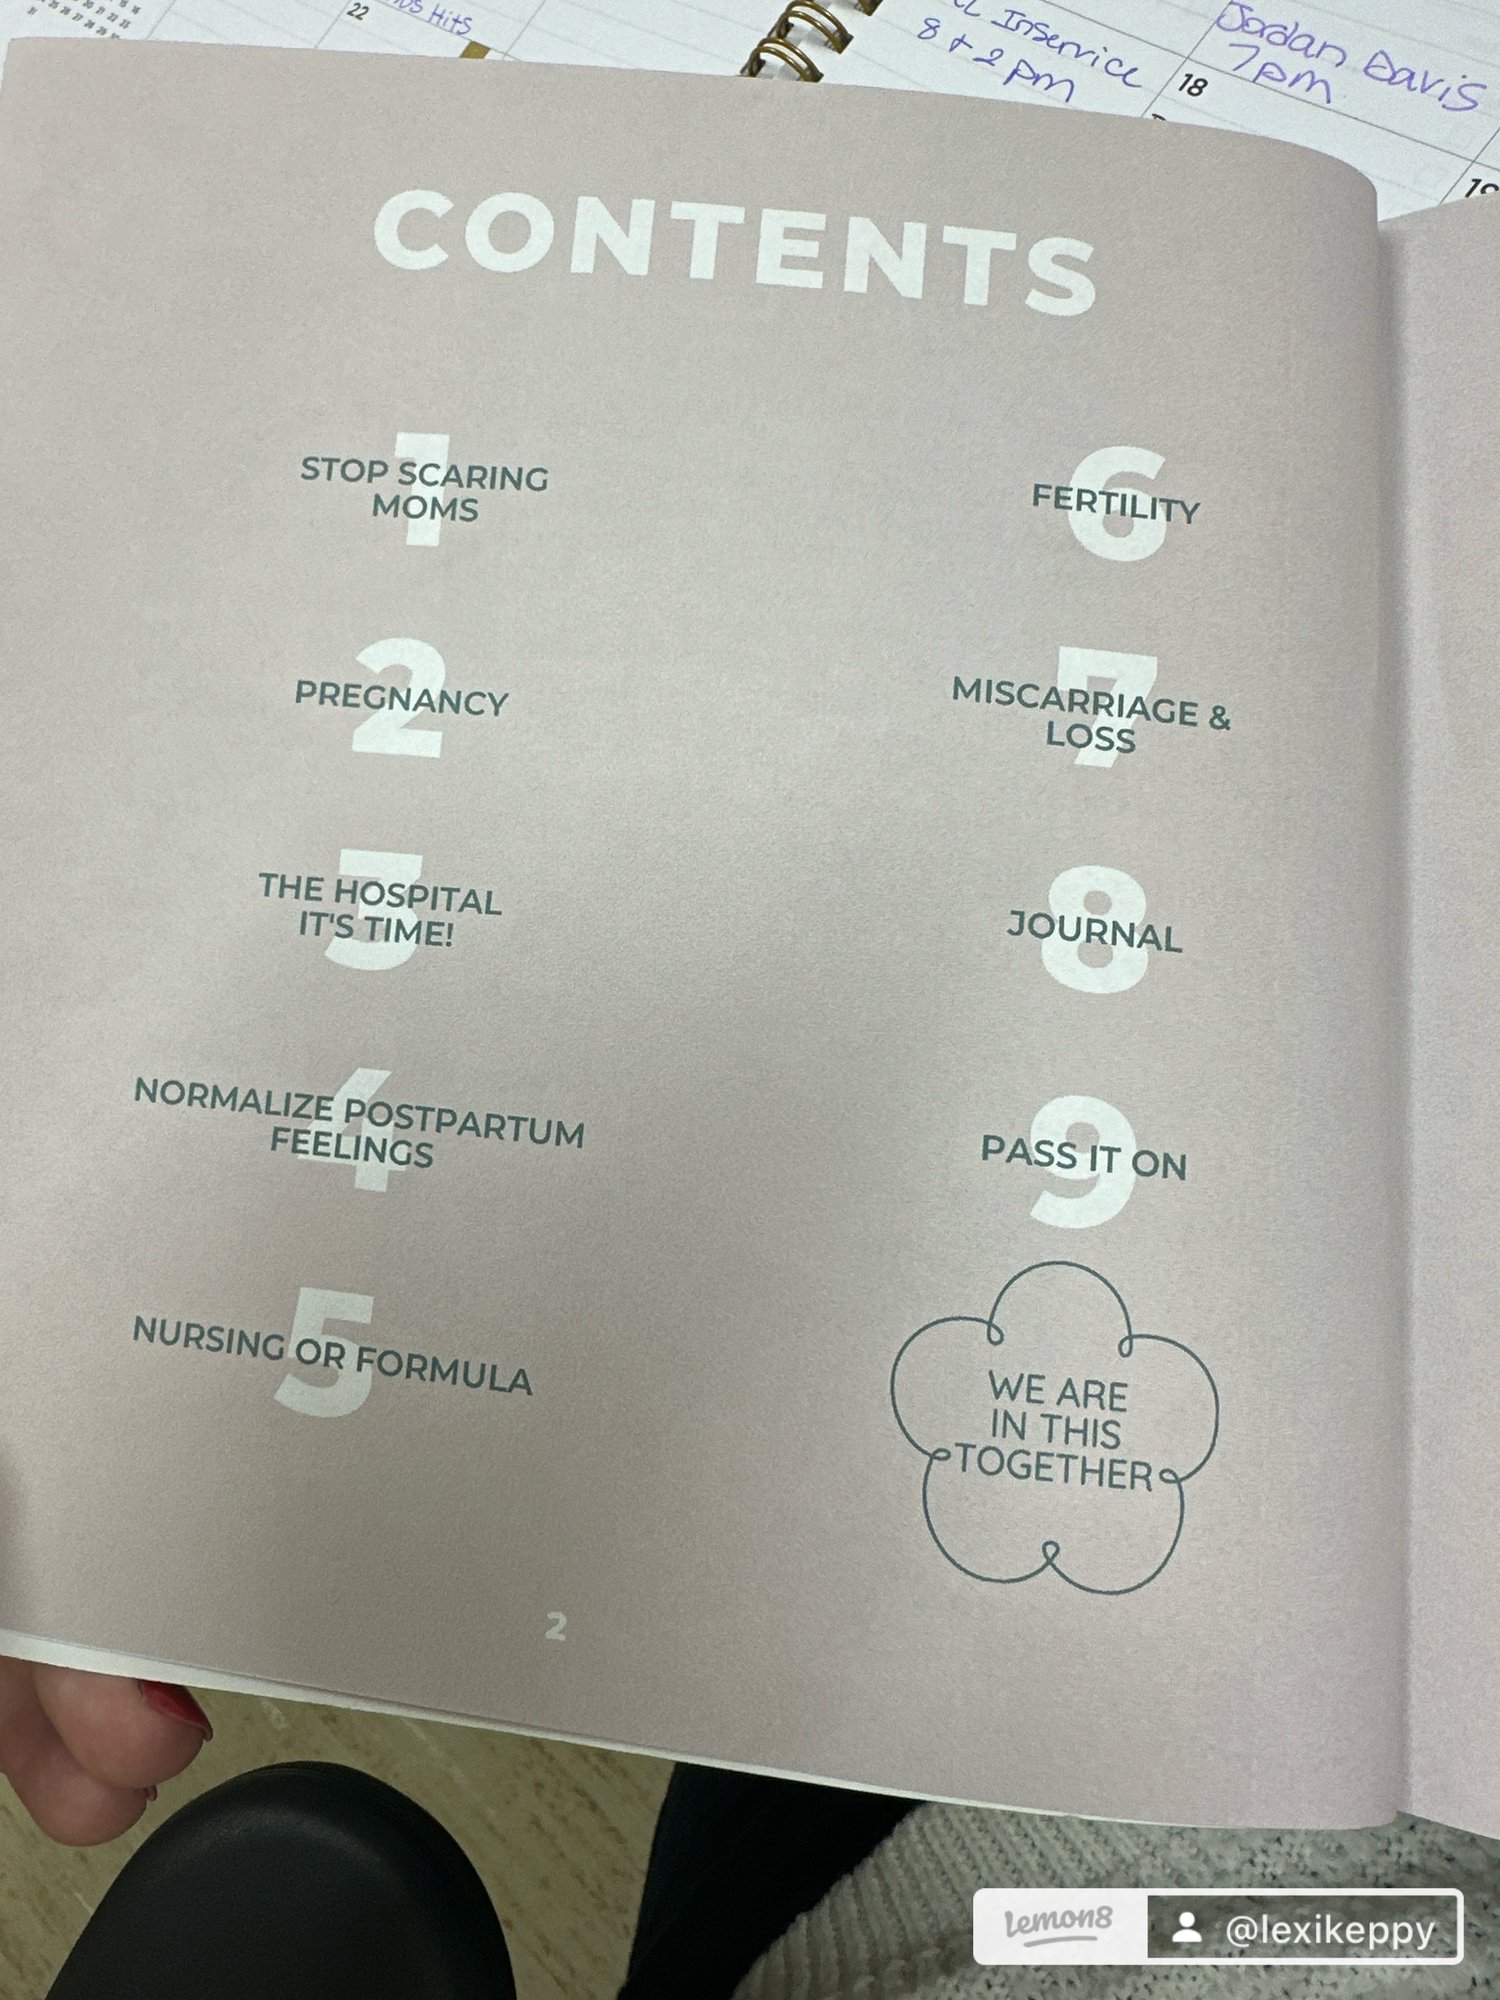 22
Hits
Inservice
8 + 2 pm
Jordan Davis
7pm
18
19
CONTENTS
1
STOP SCARING
MOMS
2
PREGNANCY
3
THE HOSPITAL
IT'S TIME!
4
NORMALIZE POSTPARTUM
FEELINGS
5
NURSING OR FORMULA
6
FERTILITY
7
MISCARRIAGE &
LOSS
8
JOURNAL
9
PASS IT ON
WE ARE
IN THIS
TOGETHER
2
lemon8
@lexikeppy